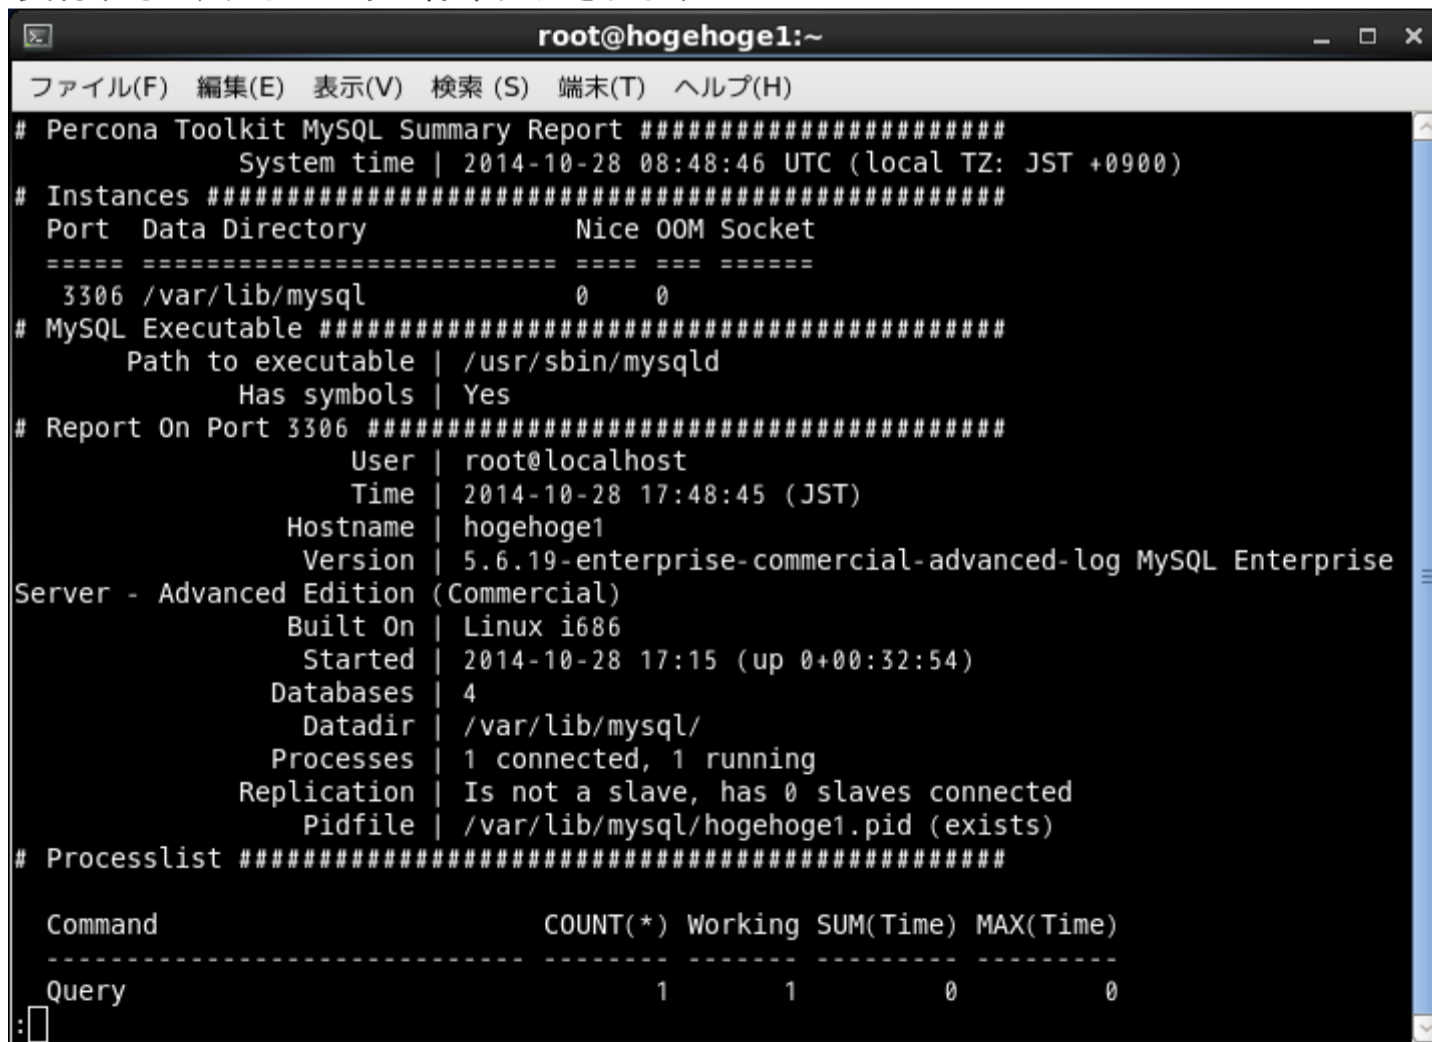 root@hogehoge1:~
ファイル(F) 編集(E) 表示(V) 検索 (S) 端末(T) ヘルプ(H)
# Percona Toolkit MySQL Summary Report #######################
System time | 2014-10-28 08:48:46 UTC (local TZ: JST +0900)
# Instances ##################################################
Port  Data Directory             Nice OOM Socket
===== ========================== ==== === ======
3306 /var/lib/mysql             0    0
# MySQL Executable ###########################################
Path to executable | /usr/sbin/mysqld
Has symbols | Yes
# Report On Port 3306 ########################################
User | root@localhost
Time | 2014-10-28 17:48:45 (JST)
Hostname | hogehoge1
Version | 5.6.19-enterprise-commercial-advanced-log MySQL Enterprise
Server - Advanced Edition (Commercial)
Built On | Linux i686
Started | 2014-10-28 17:15 (up 0+00:32:54)
Databases | 4
Datadir | /var/lib/mysql/
Processes | 1 connected, 1 running
Replication | Is not a slave, has 0 slaves connected
Pidfile | /var/lib/mysql/hogehoge1.pid (exists)
# Processlist ################################################
Command                        COUNT(*) Working SUM(Time) MAX(Time)
------------------------------ -------- ------- --------- ---------
Query                                 1       1         0         0
: